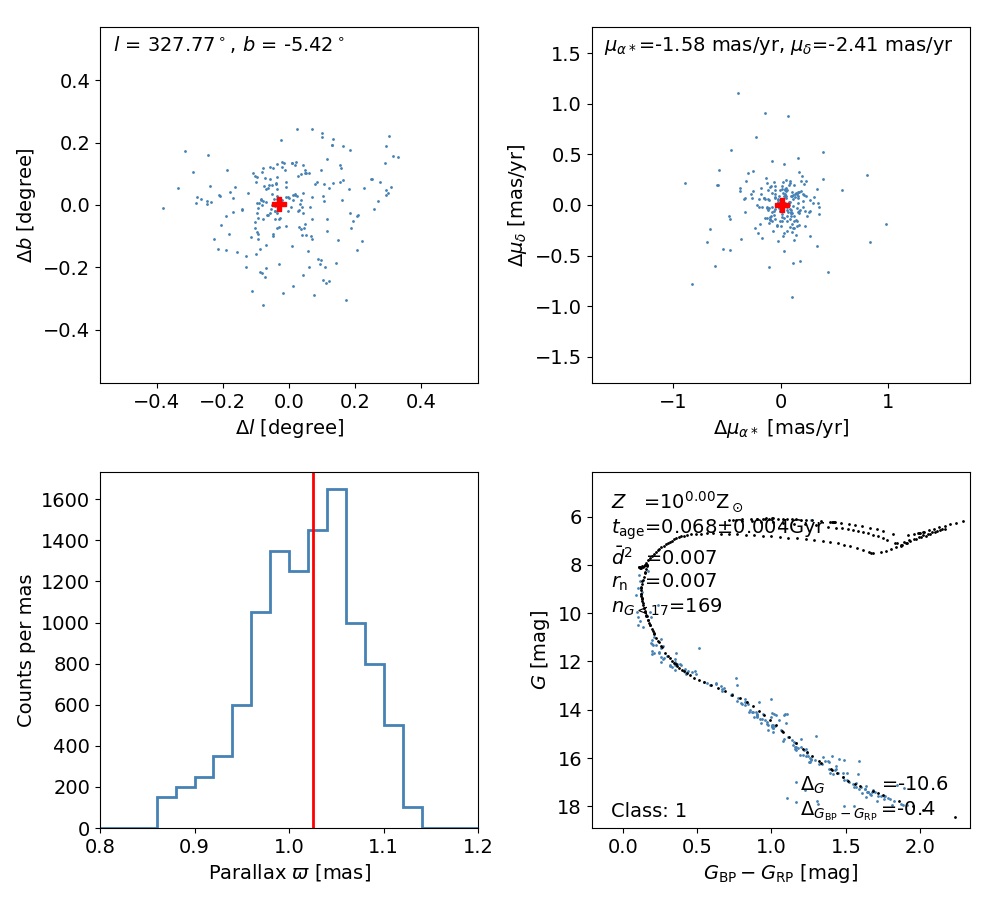 l = 327.77°, b = -5.42°
0.4
0.2
0.0
−0.2
−0.4
Δb [degree]
−0.4 −0.2 0.0 0.2 0.4
Δl [degree]
μα*=-1.58 mas/yr, μδ=-2.41 mas/yr
1.5
1.0
0.5
0.0
−0.5
−1.0
−1.5
Δμδ [mas/yr]
−1 0 1
Δμα* [mas/yr]
1600
1400
1200
1000
800
600
400
200
0
Counts per mas
0.8 0.9 1.0 1.1 1.2
Parallax ϖ [mas]
Z =10^0.00 Z⊙
t_age=0.068±0.004Gyr
d̄² =0.007
r_n =0.007
n_G<17=169
Δ_G =-10.6
Δ_GBP−GRP=-0.4
Class: 1
6
8
10
12
14
16
18
G [mag]
0.0 0.5 1.0 1.5 2.0
G_BP − G_RP [mag]